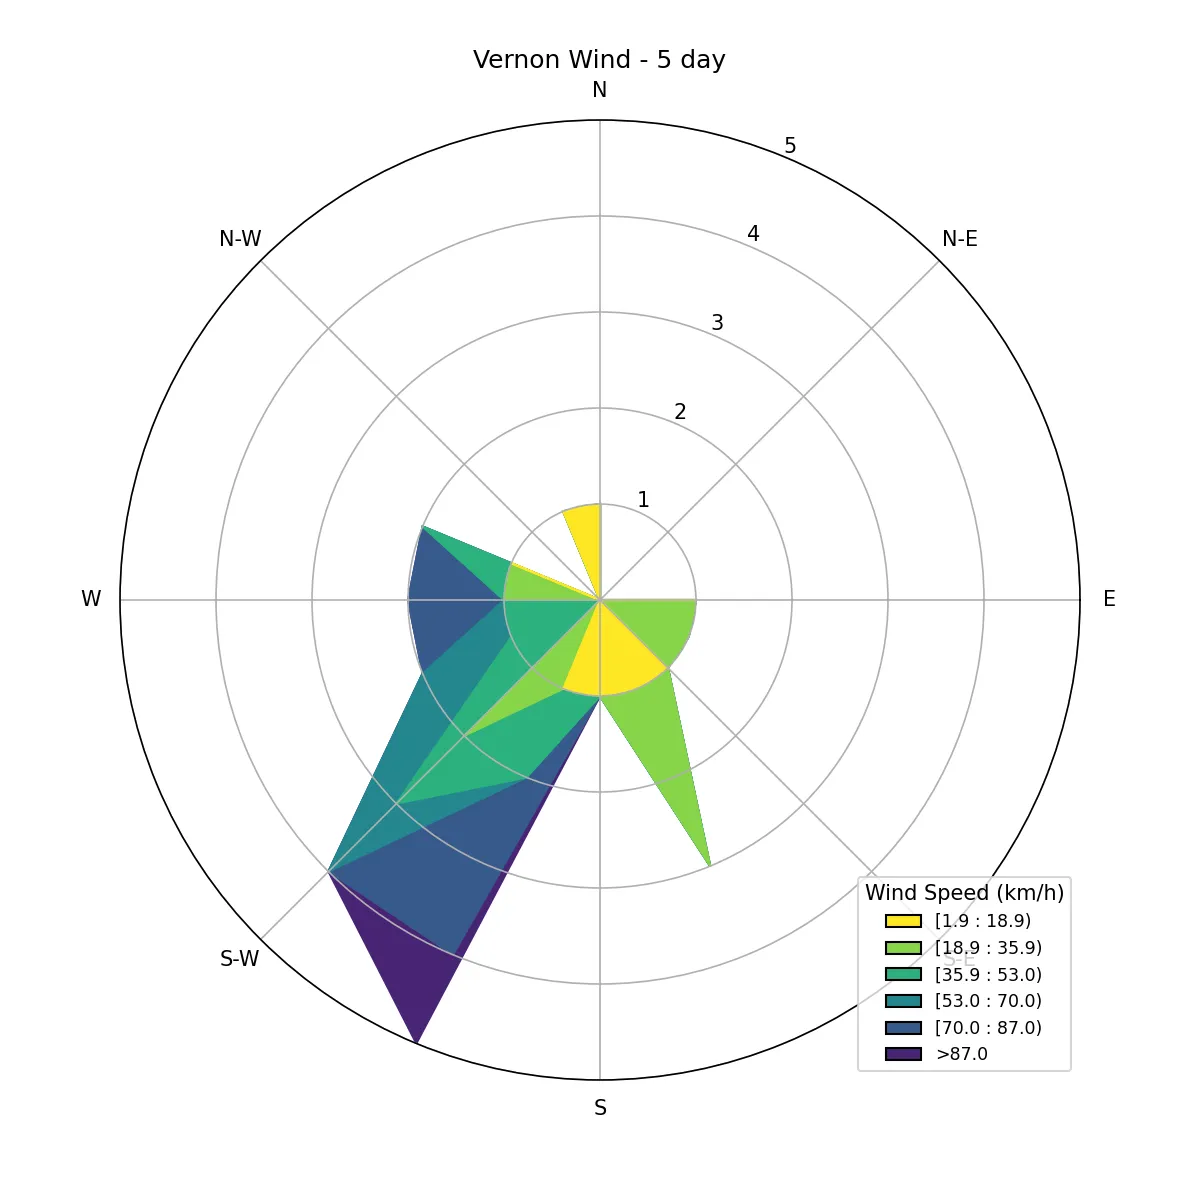 Vernon Wind - 5 day
N
5
N-W
N-E
4
3
2
1
W
E
Wind Speed (km/h)
[1.9 : 18.9)
[18.9 : 35.9)
S-W
S-E
[35.9 : 53.0)
[53.0 : 70.0)
[70.0 : 87.0)
>87.0
S